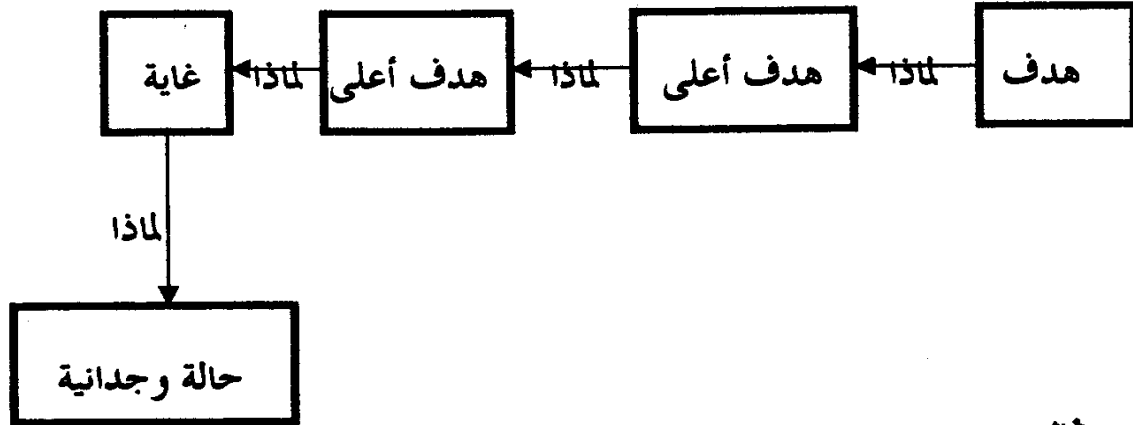 هدف لماذا هدف أعلى لماذا هدف أعلى لماذا غاية
لماذا
حالة وجدانية